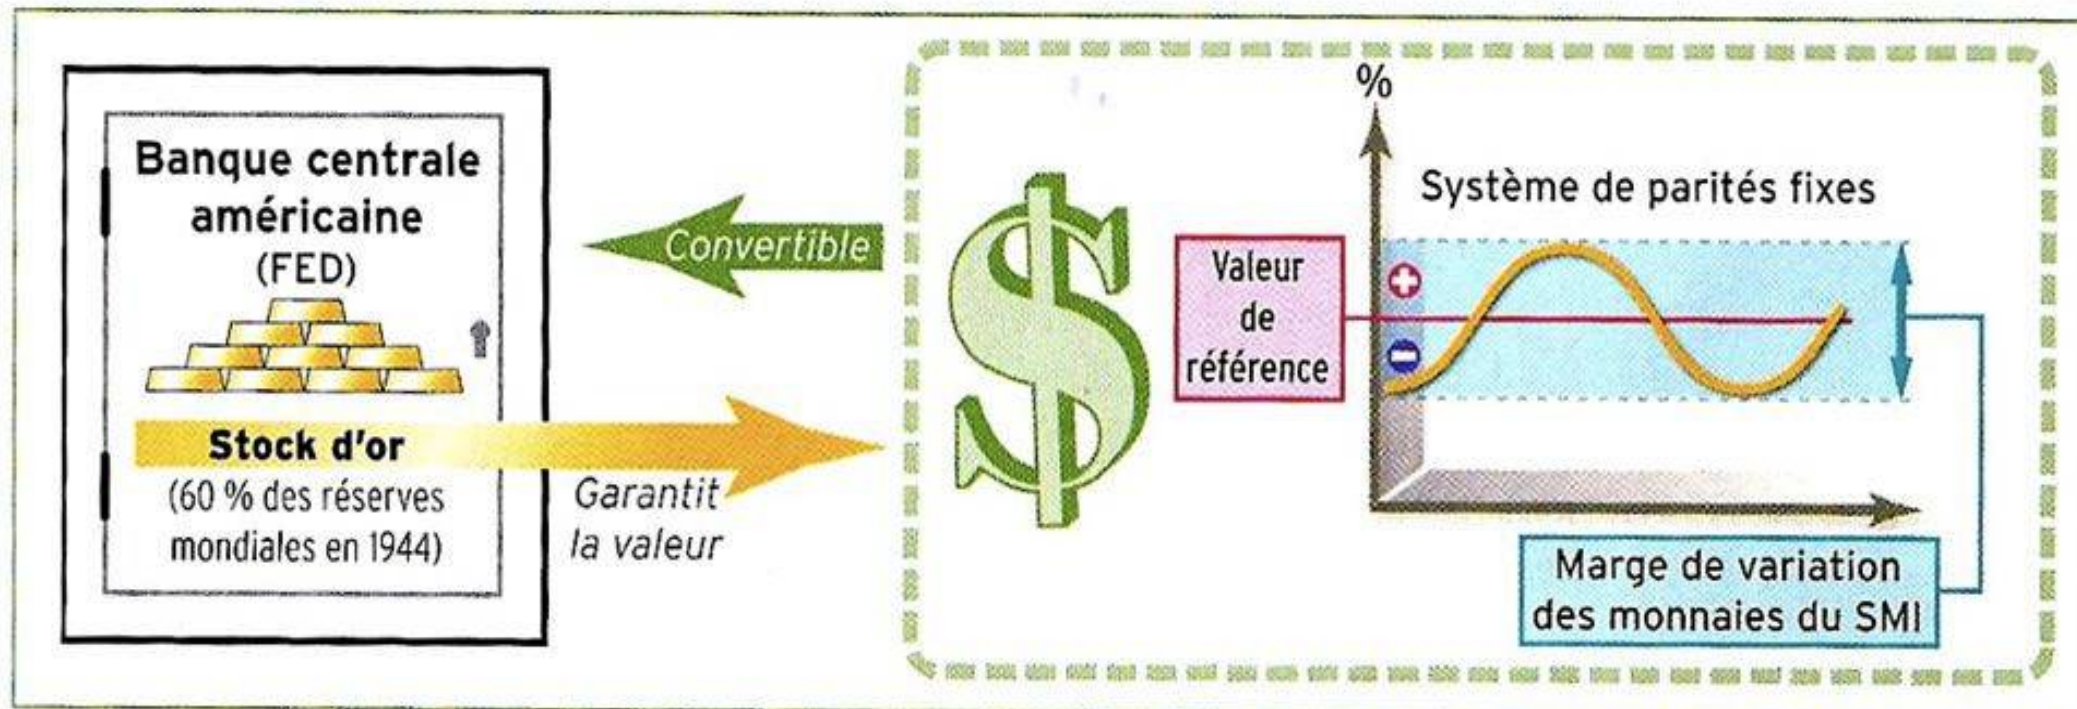 Banque centrale
américaine
(FED)
Stock d'or
(60 % des réserves
mondiales en 1944)
Convertible
Garantit
la valeur
$
%
Système de parités fixes
Valeur
de
référence
+
−
Marge de variation
des monnaies du SMI